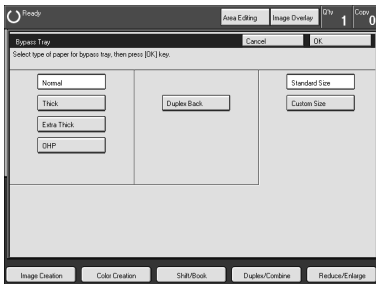 Ready Area Editing Image Overlay Q'ty 1 Copy 0
Bypass Tray Cancel OK
Select type of paper for bypass tray, then press [OK] key.
Normal Standard Size
Thick Duplex Back Custom Size
Extra Thick
OHP
Image Creation Color Creation Shift/Book Duplex/Combine Reduce/Enlarge